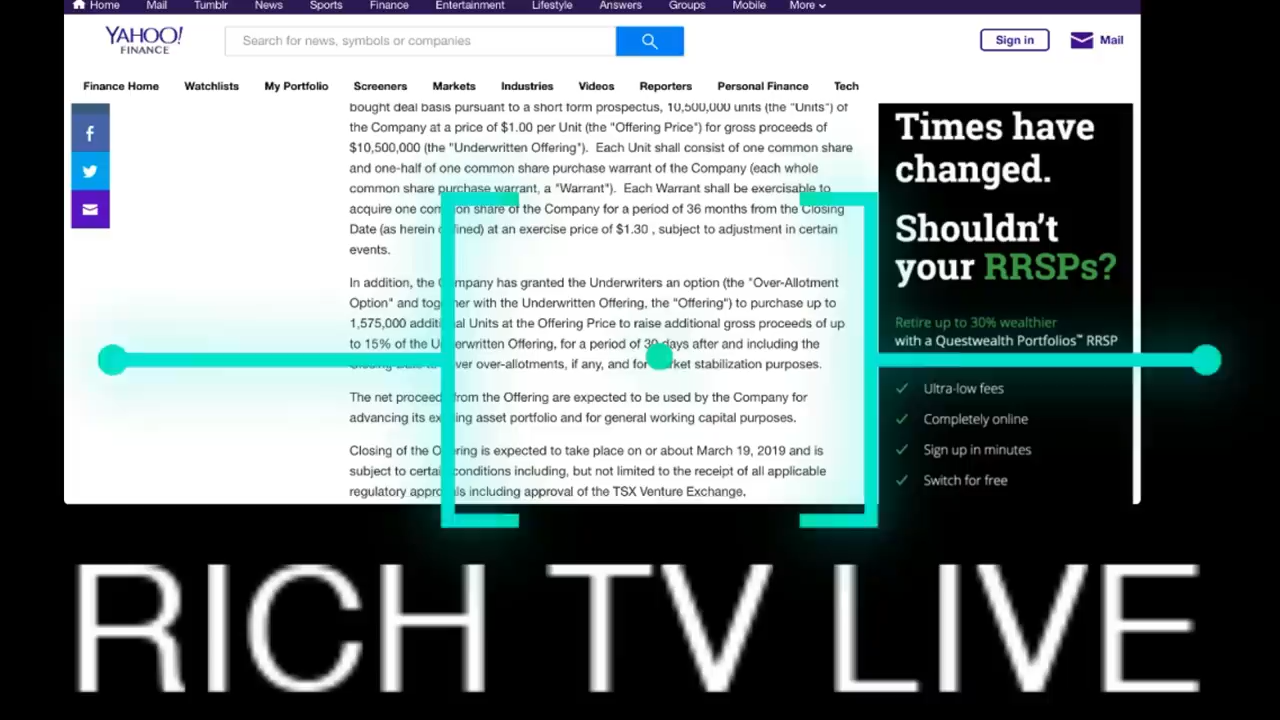 Home Mail Tumblr News Sports Finance Entertainment Lifestyle Answers Groups Mobile More
YAHOO!
FINANCE
Search for news, symbols or companies
Sign in
Mail
Finance Home Watchlists My Portfolio Screeners Markets Industries Videos Reporters Personal Finance Tech
bought deal basis pursuant to a short form prospectus, 10,500,000 units (the "Units") of
the Company at a price of $1.00 per Unit (the "Offering Price") for gross proceeds of
$10,500,000 (the "Underwritten Offering"). Each Unit shall consist of one common share
and one-half of one common share purchase warrant of the Company (each whole
common share purchase warrant, a "Warrant"). Each Warrant shall be exercisable to
acquire one common share of the Company for a period of 36 months from the Closing
Date (as herein defined) at an exercise price of $1.30 , subject to adjustment in certain
events.
In addition, the Company has granted the Underwriters an option (the "Over-Allotment
Option" and together with the Underwritten Offering, the "Offering") to purchase up to
1,575,000 additional Units at the Offering Price to raise additional gross proceeds of up
to 15% of the Underwritten Offering, for a period of 30 days after and including the
Closing Date to cover over-allotments, if any, and for market stabilization purposes.
The net proceeds from the Offering are expected to be used by the Company for
advancing its existing asset portfolio and for general working capital purposes.
Closing of the Offering is expected to take place on or about March 19, 2019 and is
subject to certain conditions including, but not limited to the receipt of all applicable
regulatory approvals including approval of the TSX Venture Exchange.
Times have
changed.
Shouldn't
your RRSPs?
Retire up to 30% wealthier
with a Questwealth Portfolios™ RRSP
Ultra-low fees
Completely online
Sign up in minutes
Switch for free
RICH TV LIVE